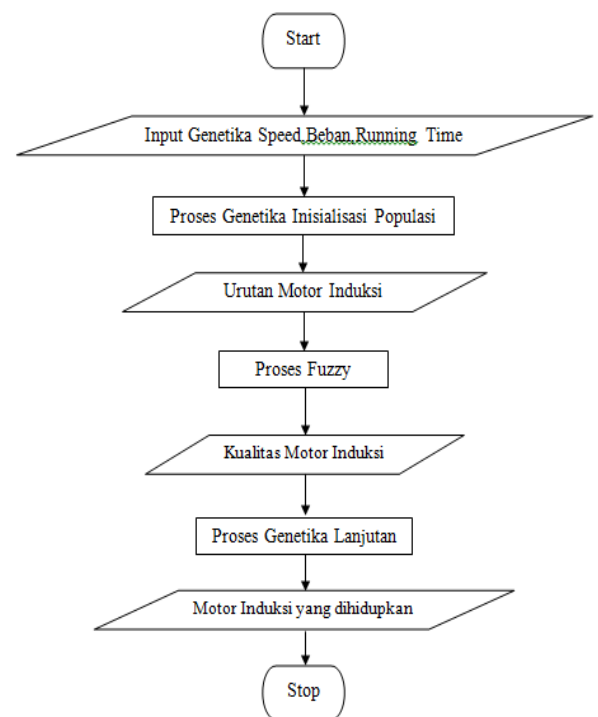 Start
Input Genetika Speed,Beban,Running Time
Proses Genetika Inisialisasi Populasi
Urutan Motor Induksi
Proses Fuzzy
Kualitas Motor Induksi
Proses Genetika Lanjutan
Motor Induksi yang dihidupkan
Stop